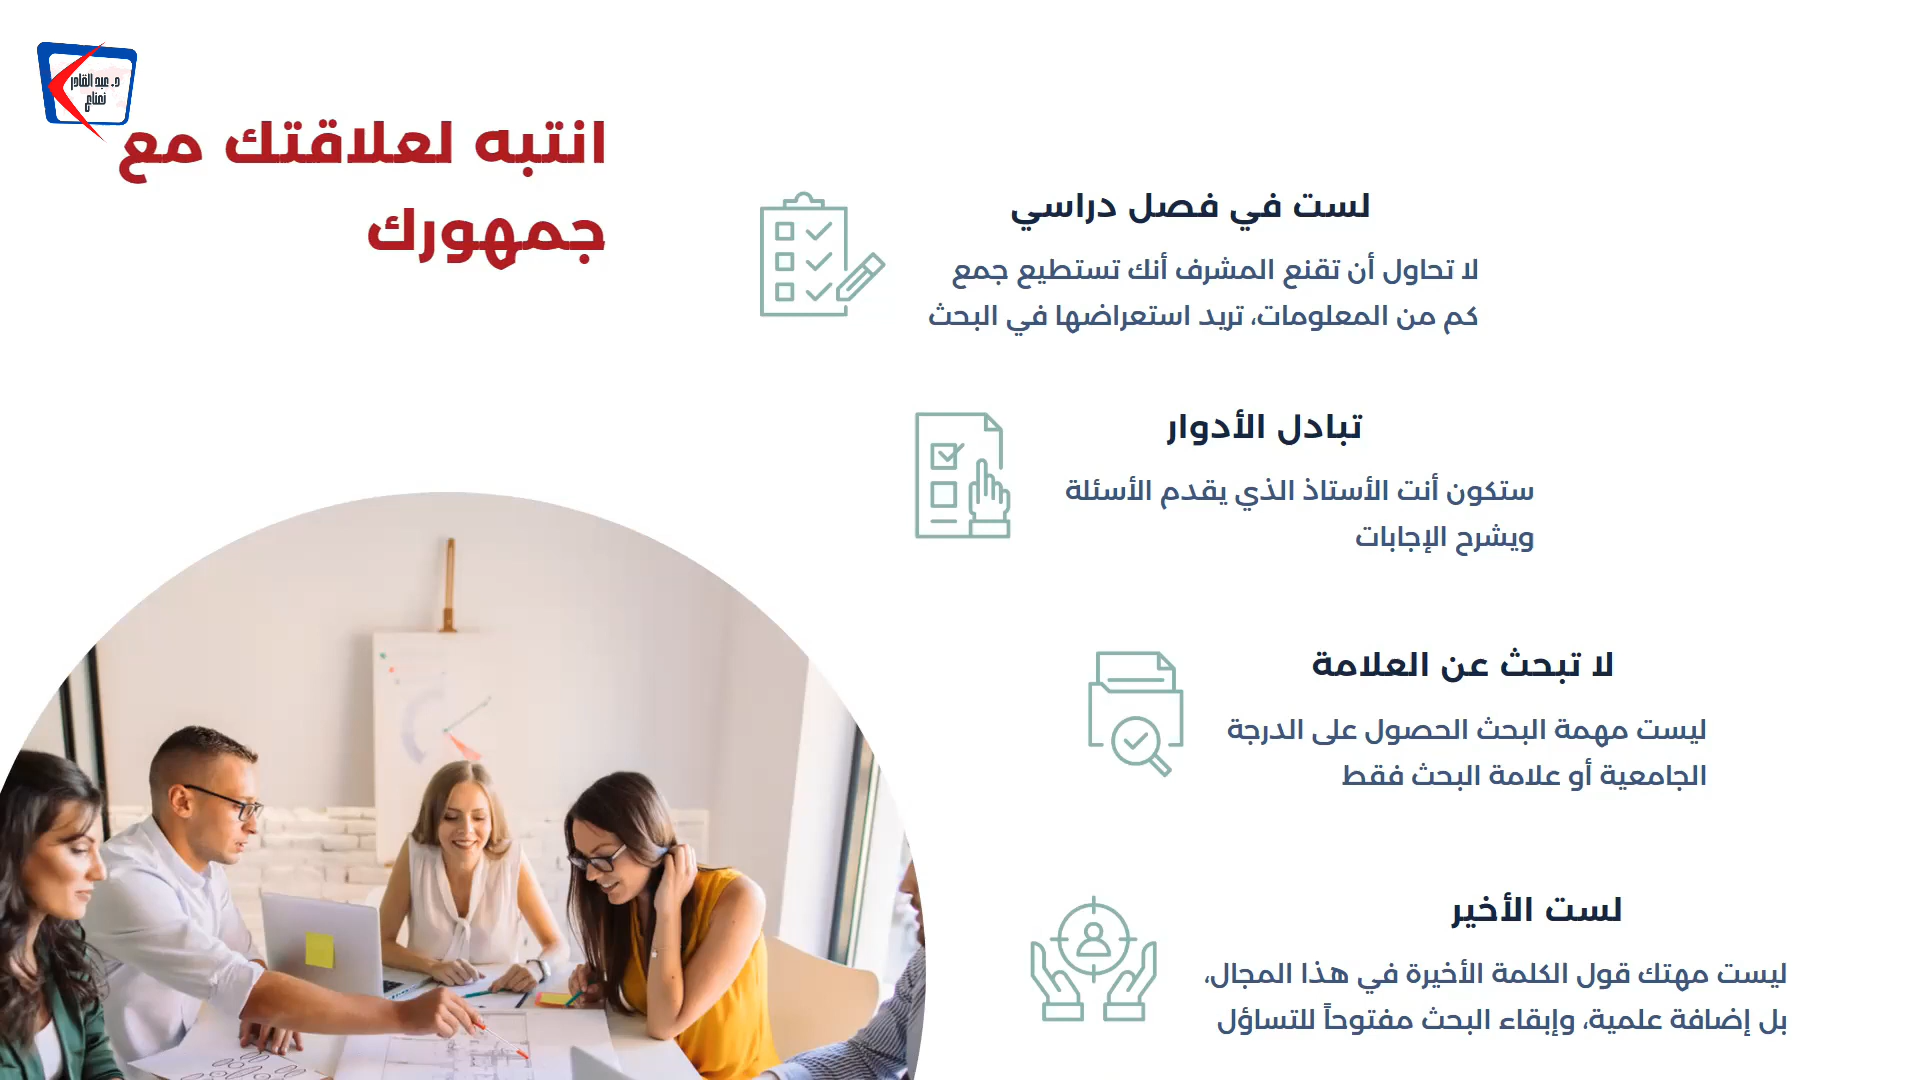 د. عبد القادر
نعناع
انتبه لعلاقتك مع
جمهورك
لست في فصل دراسي
لا تحاول أن تقنع المشرف أنك تستطيع جمع
كم من المعلومات، تريد استعراضها في البحث
تبادل الأدوار
ستكون أنت الأستاذ الذي يقدم الأسئلة
ويشرح الإجابات
لا تبحث عن العلامة
ليست مهمة البحث الحصول على الدرجة
الجامعية أو علامة البحث فقط
لست الأخير
ليست مهتك قول الكلمة الأخيرة في هذا المجال،
بل إضافة علمية، وإبقاء البحث مفتوحاً للتساؤل